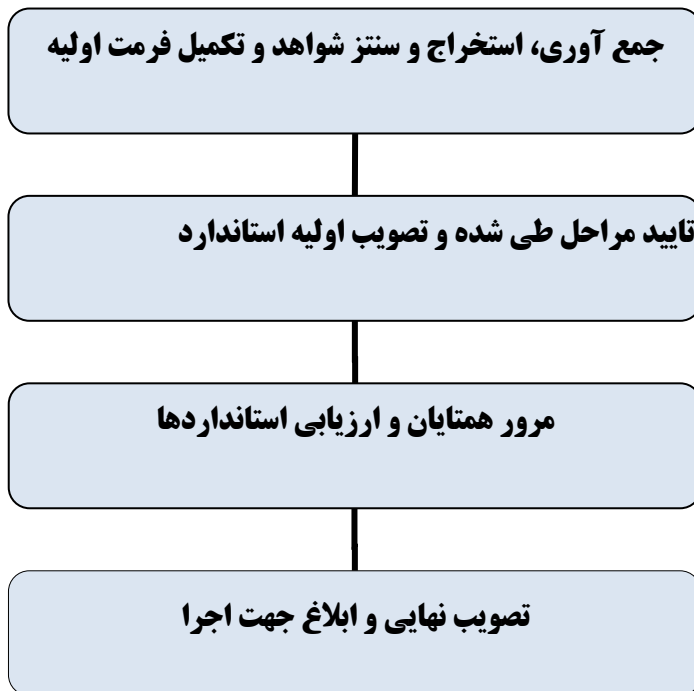 جمع آوری، استخراج و سنتز شواهد و تکمیل فرمت اولیه
تایید مراحل طی شده و تصویب اولیه استاندارد
مرور همتایان و ارزیابی استانداردها
تصویب نهایی و ابلاغ جهت اجرا